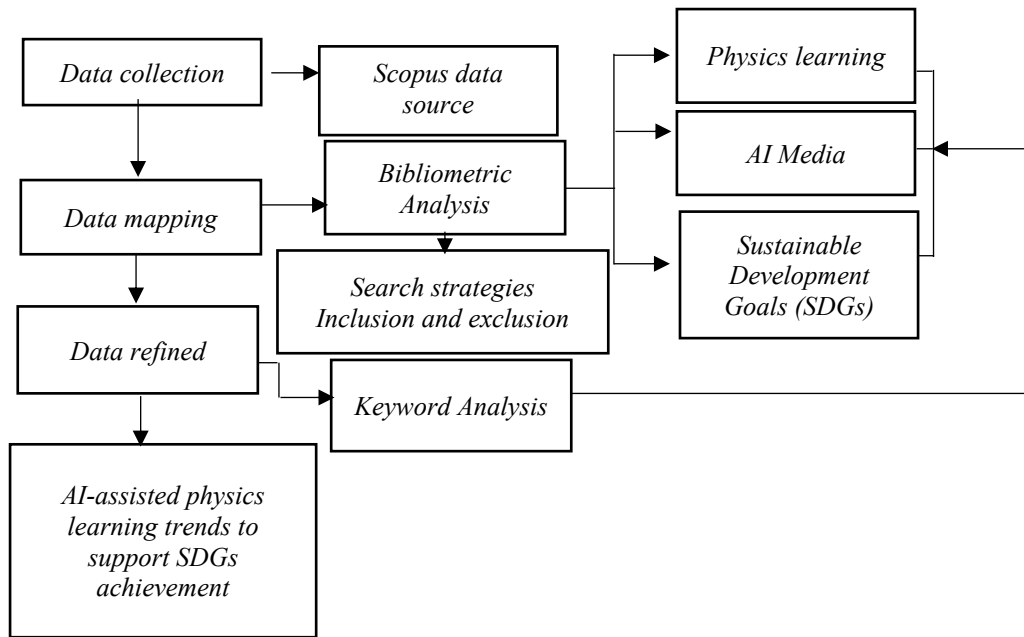 Data collection
Scopus data
source
Physics learning
AI Media
Bibliometric
Analysis
Data mapping
Sustainable
Development
Goals (SDGs)
Search strategies
Inclusion and exclusion
Data refined
Keyword Analysis
AI-assisted physics
learning trends to
support SDGs
achievement